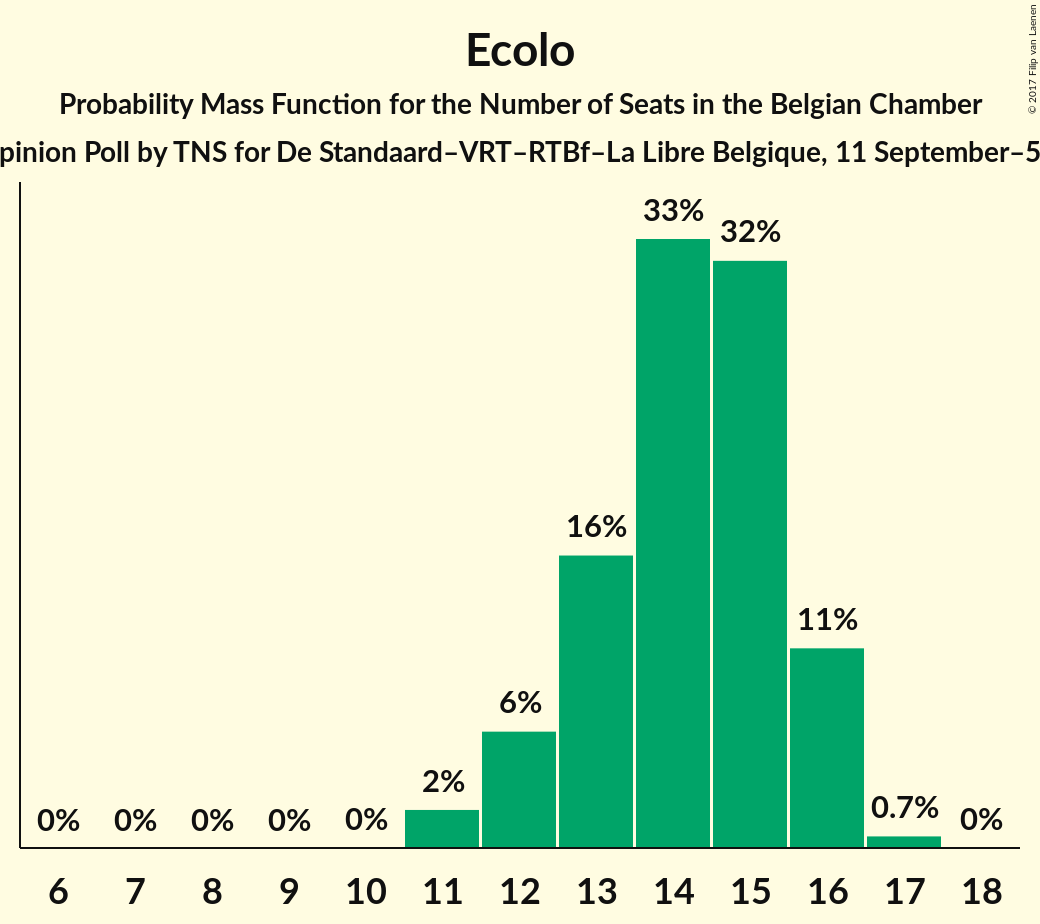 Ecolo
Probability Mass Function for the Number of Seats in the Belgian Chamber
pinion Poll by TNS for De Standaard–VRT–RTBf–La Libre Belgique, 11 September–5
© 2017 Filip van Laenen
33%
32%
16%
11%
6%
2%
0.7%
0% 0% 0% 0% 0% 0%
6 7 8 9 10 11 12 13 14 15 16 17 18